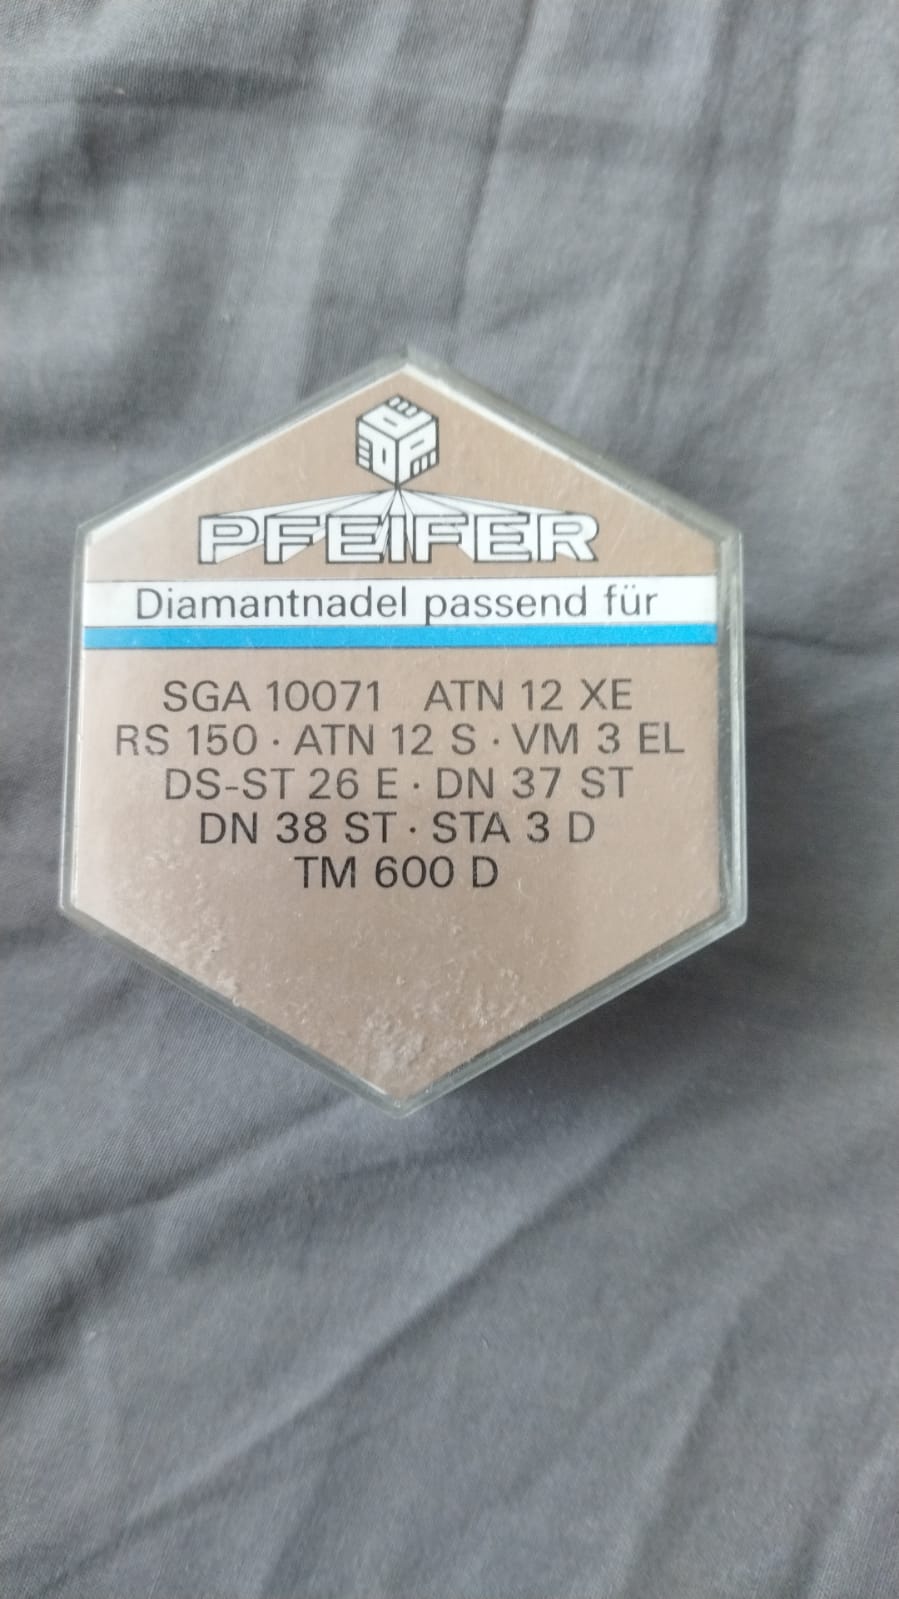 PFEIFER
Diamantnadel passend für
SGA 10071 ATN 12 XE
RS 150 · ATN 12 S · VM 3 EL
DS-ST 26 E · DN 37 ST
DN 38 ST · STA 3 D
TM 600 D